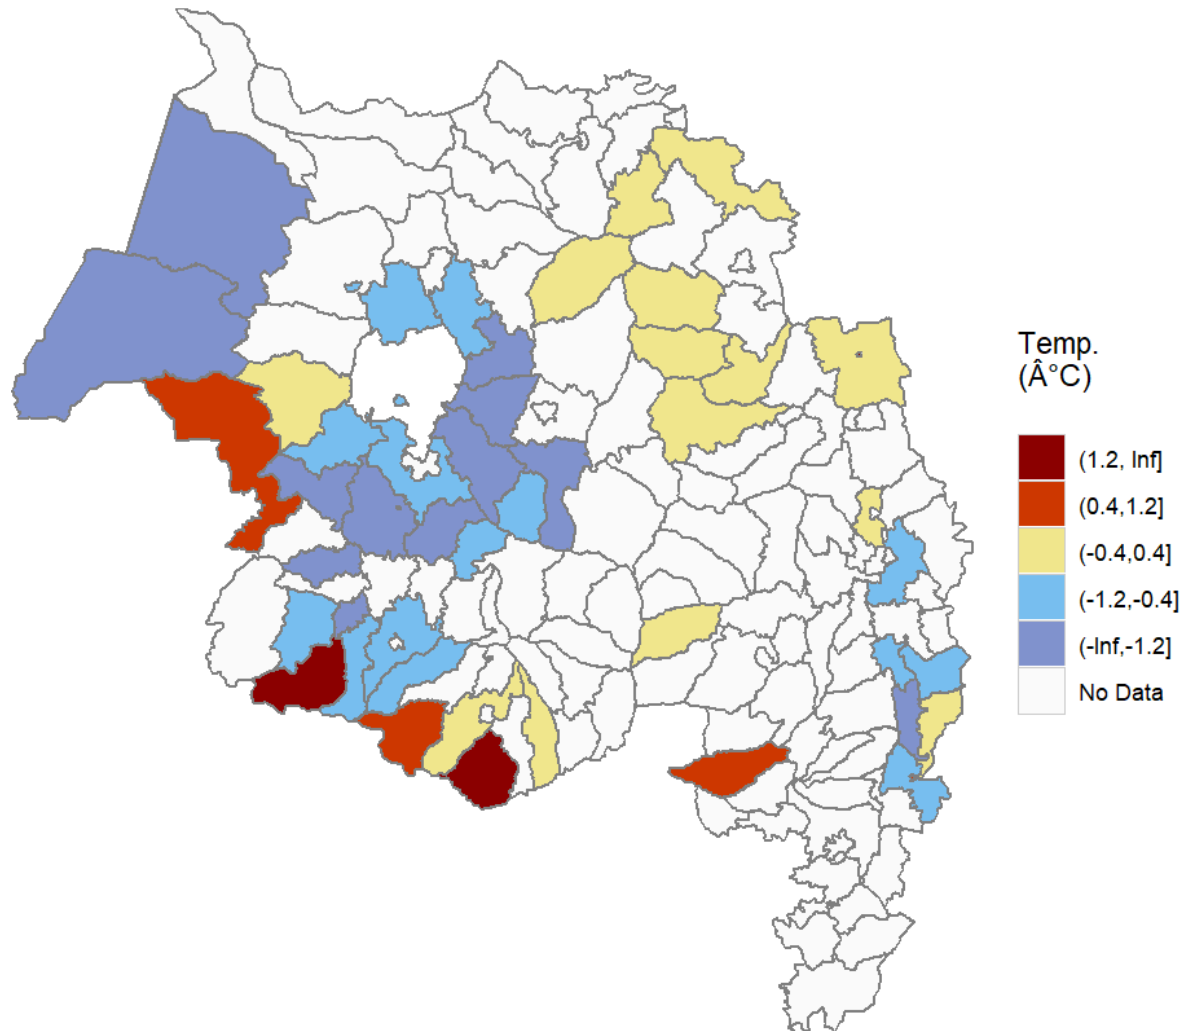 Temp.
(Â°C)
(1.2, Inf]
(0.4,1.2]
(-0.4,0.4]
(-1.2,-0.4]
(-Inf,-1.2]
No Data